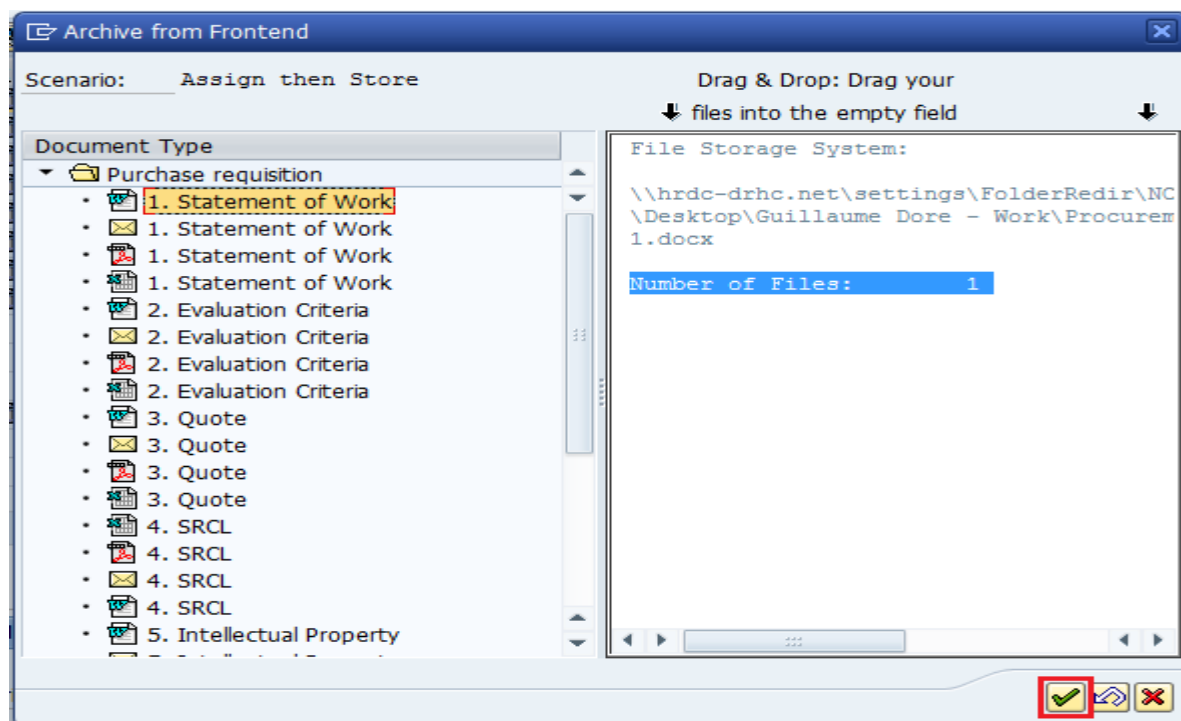 Archive from Frontend
Scenario: Assign then Store
Drag & Drop: Drag your
files into the empty field
Document Type
Purchase requisition
1. Statement of Work
1. Statement of Work
1. Statement of Work
1. Statement of Work
2. Evaluation Criteria
2. Evaluation Criteria
2. Evaluation Criteria
2. Evaluation Criteria
3. Quote
3. Quote
3. Quote
3. Quote
4. SRCL
4. SRCL
4. SRCL
4. SRCL
5. Intellectual Property
File Storage System:
\\hrdc-drhc.net\settings\FolderRedir\NC
\Desktop\Guillaume Dore - Work\Procurem
1.docx
Number of Files: 1